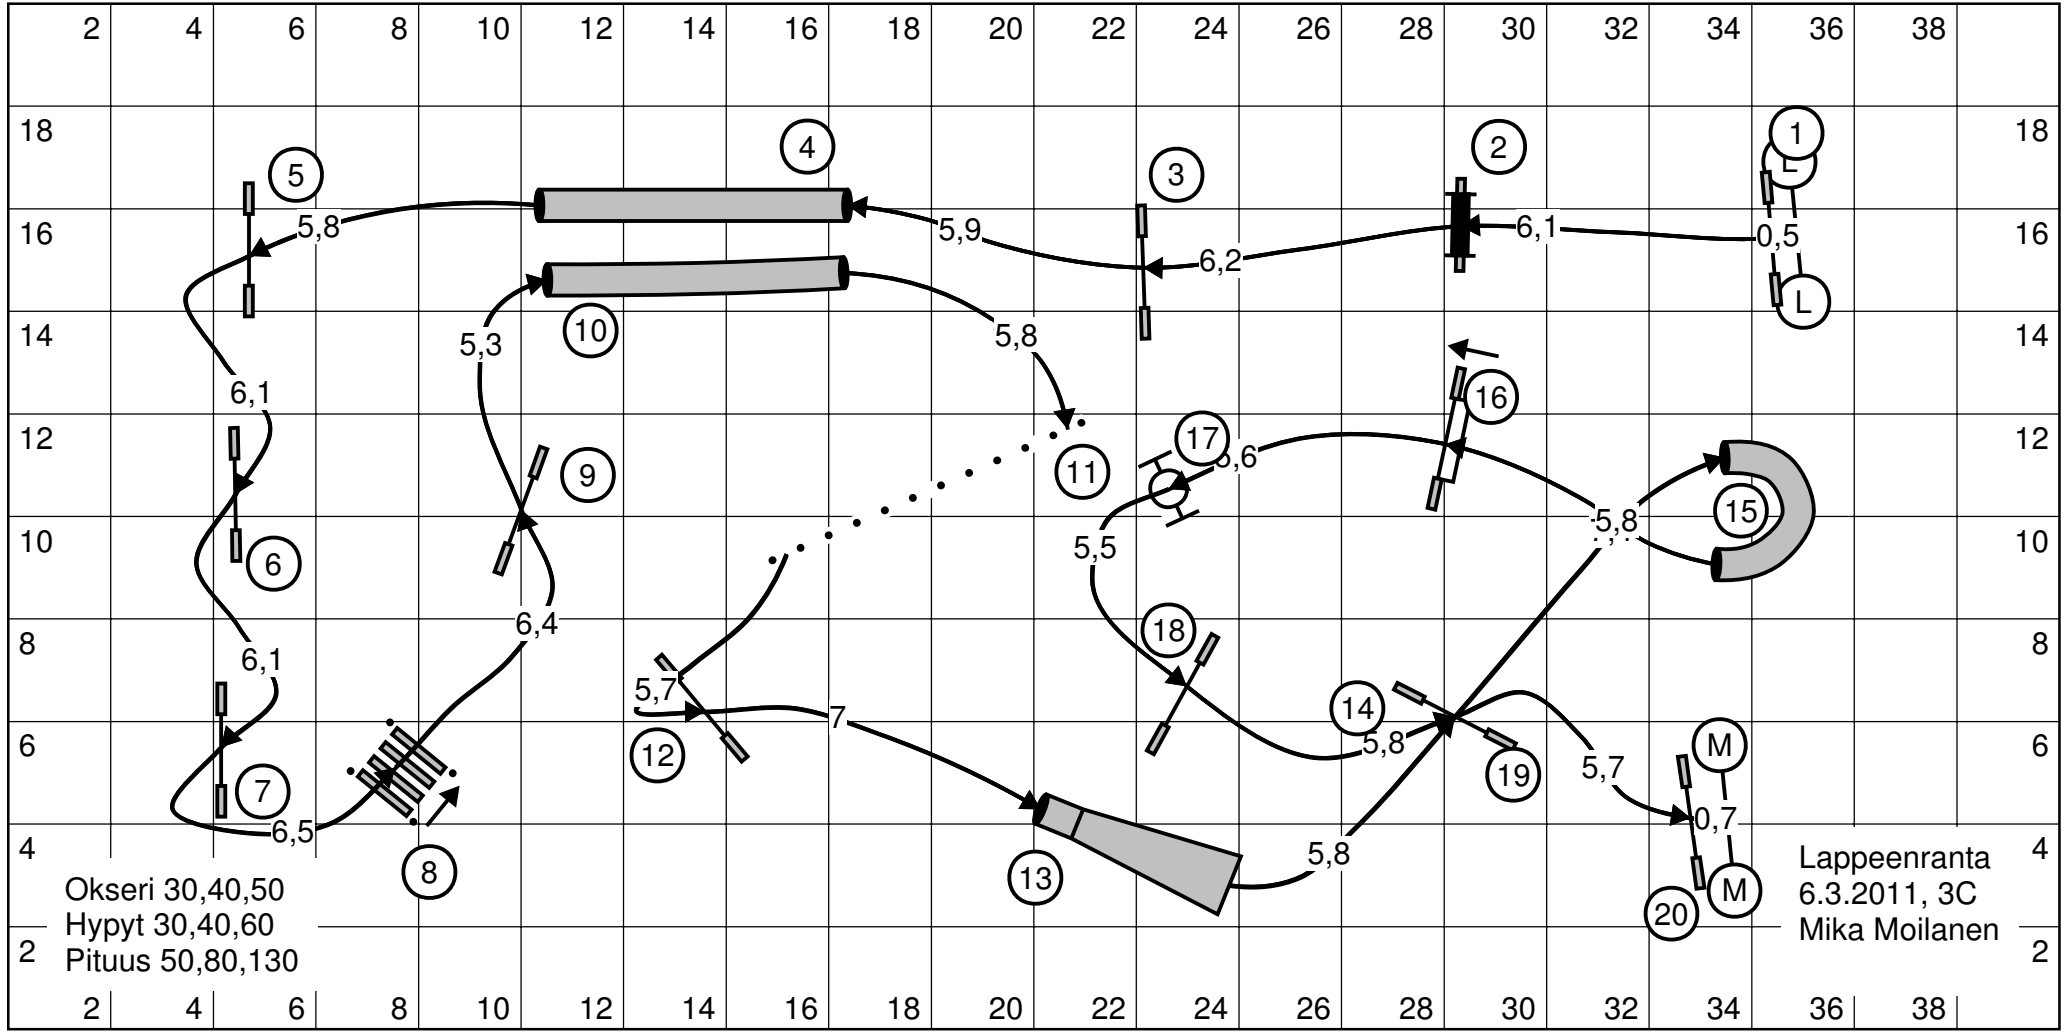 2 4 6 8 10 12 14 16 18 20 22 24 26 28 30 32 34 36 38
18 5 4 3 2 1 18
L
16 5,8 5,9 6,2 6,1 0,5 16
L
14 5,3 10 5,8 14
6,1 16
12 9 11 17 5,6 12
6 5,5 5,8 15
10 10
8 6,1 6,4 18 8
5,7 14
6 7 12 5,8 19 5,7 M 6
7
6,5 0,7
4 8 13 5,8 20 M 4
Okseri 30,40,50
Hypyt 30,40,60
Pituus 50,80,130
Lappeenranta
6.3.2011, 3C
Mika Moilanen
2 2
2 4 6 8 10 12 14 16 18 20 22 24 26 28 30 32 34 36 38